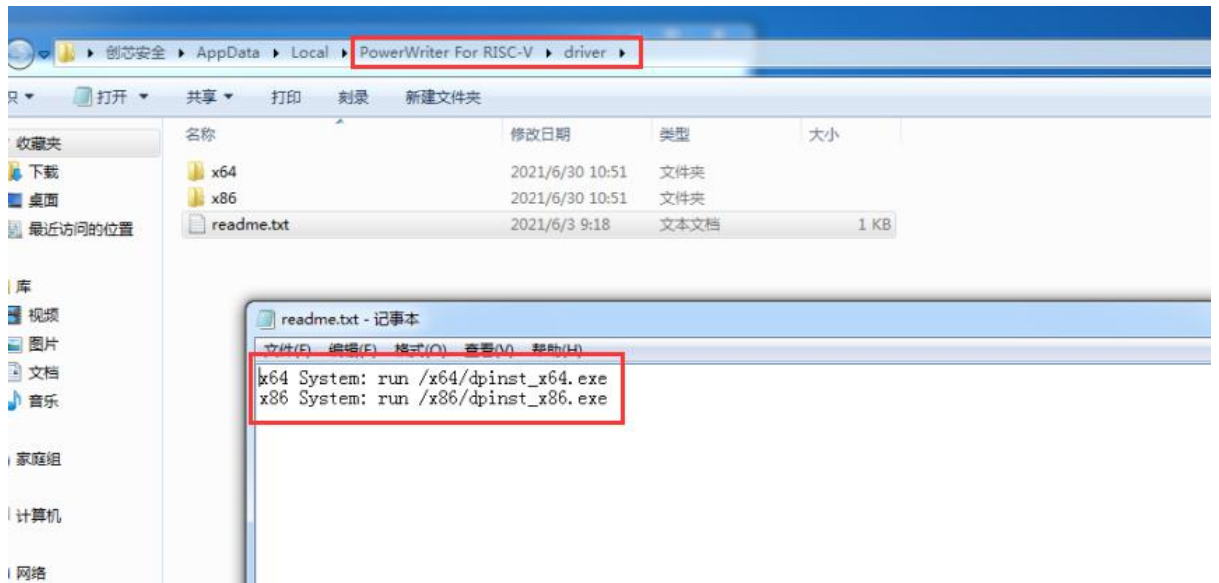 创芯安全 AppData Local PowerWriter For RISC-V driver
打开 共享 打印 刻录 新建文件夹
收藏夹
下载
桌面
最近访问的位置
库
视频
图片
文档
音乐
家庭组
计算机
网络
名称 修改日期 类型 大小
x64 2021/6/30 10:51 文件夹
x86 2021/6/30 10:51 文件夹
readme.txt 2021/6/3 9:18 文本文档 1 KB
readme.txt - 记事本
文件(F) 编辑(E) 格式(O) 查看(V) 帮助(H)
x64 System: run /x64/dpinst_x64.exe
x86 System: run /x86/dpinst_x86.exe